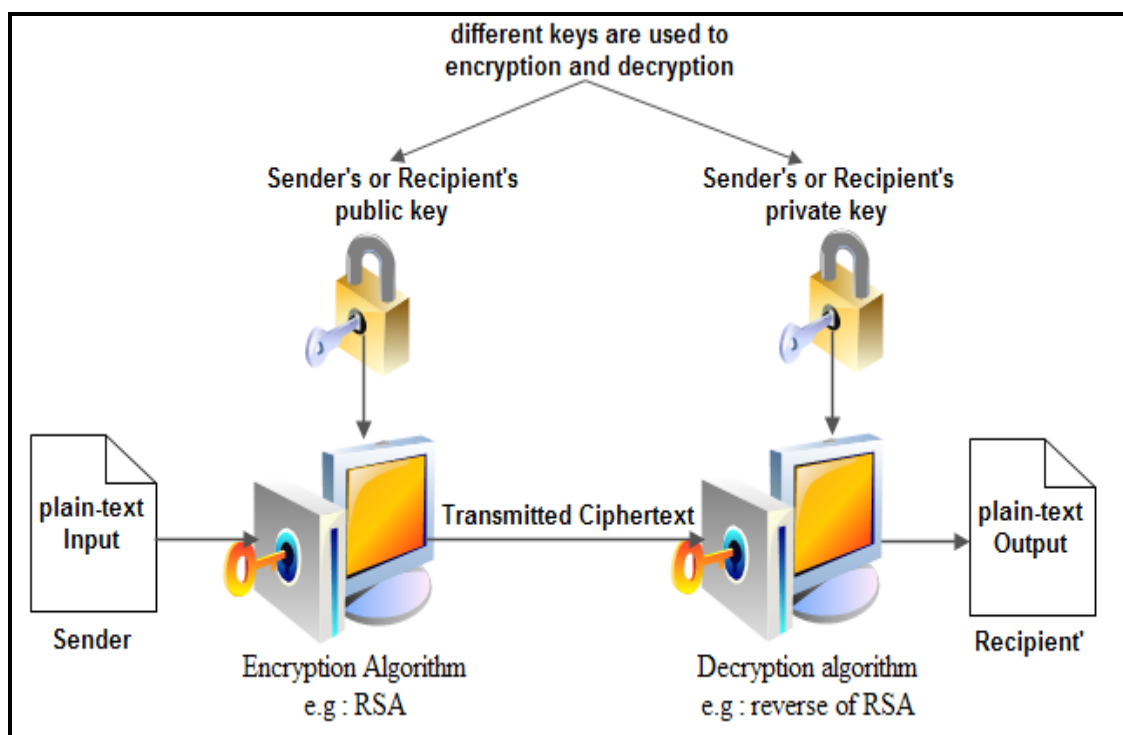 different keys are used to
encryption and decryption
Sender's or Recipient's
public key
Sender's or Recipient's
private key
plain-text
Input
Transmitted Ciphertext
plain-text
Output
Sender
Recipient'
Encryption Algorithm
e.g : RSA
Decryption algorithm
e.g : reverse of RSA